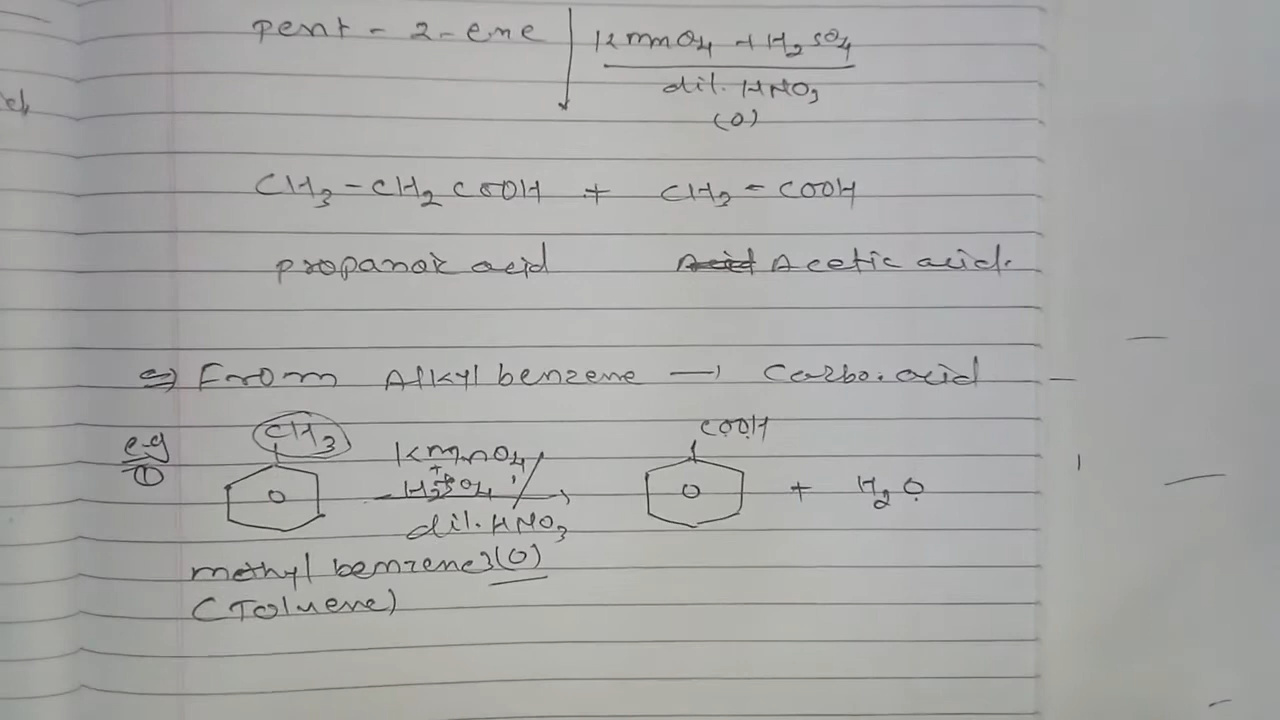 pent - 2 - ene KMnO4 + H2SO4
dil. HNO3
(O)
CH3 - CH2 COOH + CH3 - COOH
propanoic acid Acetic acid.
⇒ From Alkyl benzene → Carbo. acid
e.g
① CH3 KMnO4 / COOH
+
H2SO4
O O + H2O
dil. HNO3
methyl benzene 3(O)
(Toluene)